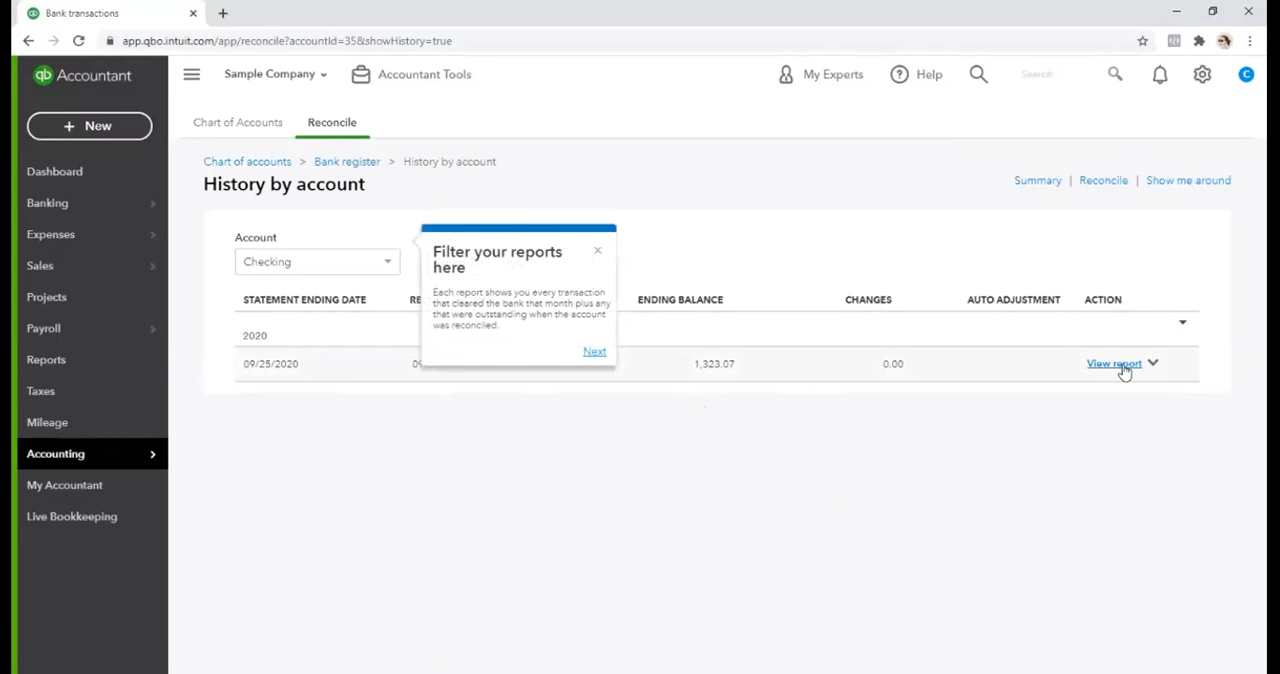 Bank transactions
app.qbo.intuit.com/app/reconcile?accountId=35&showHistory=true
qb Accountant
Sample Company
Accountant Tools
My Experts
Help
Search
C
+ New
Chart of Accounts
Reconcile
Dashboard
Banking
Expenses
Sales
Projects
Payroll
Reports
Taxes
Mileage
Accounting
My Accountant
Live Bookkeeping
Chart of accounts > Bank register > History by account
History by account
Summary | Reconcile | Show me around
Account
Checking
Filter your reports
here
Each report shows you every transaction
that cleared the bank that month plus any
that were outstanding when the account
was reconciled.
Next
STATEMENT ENDING DATE ENDING BALANCE CHANGES AUTO ADJUSTMENT ACTION
2020
09/25/2020 1,323.07 0.00 View report